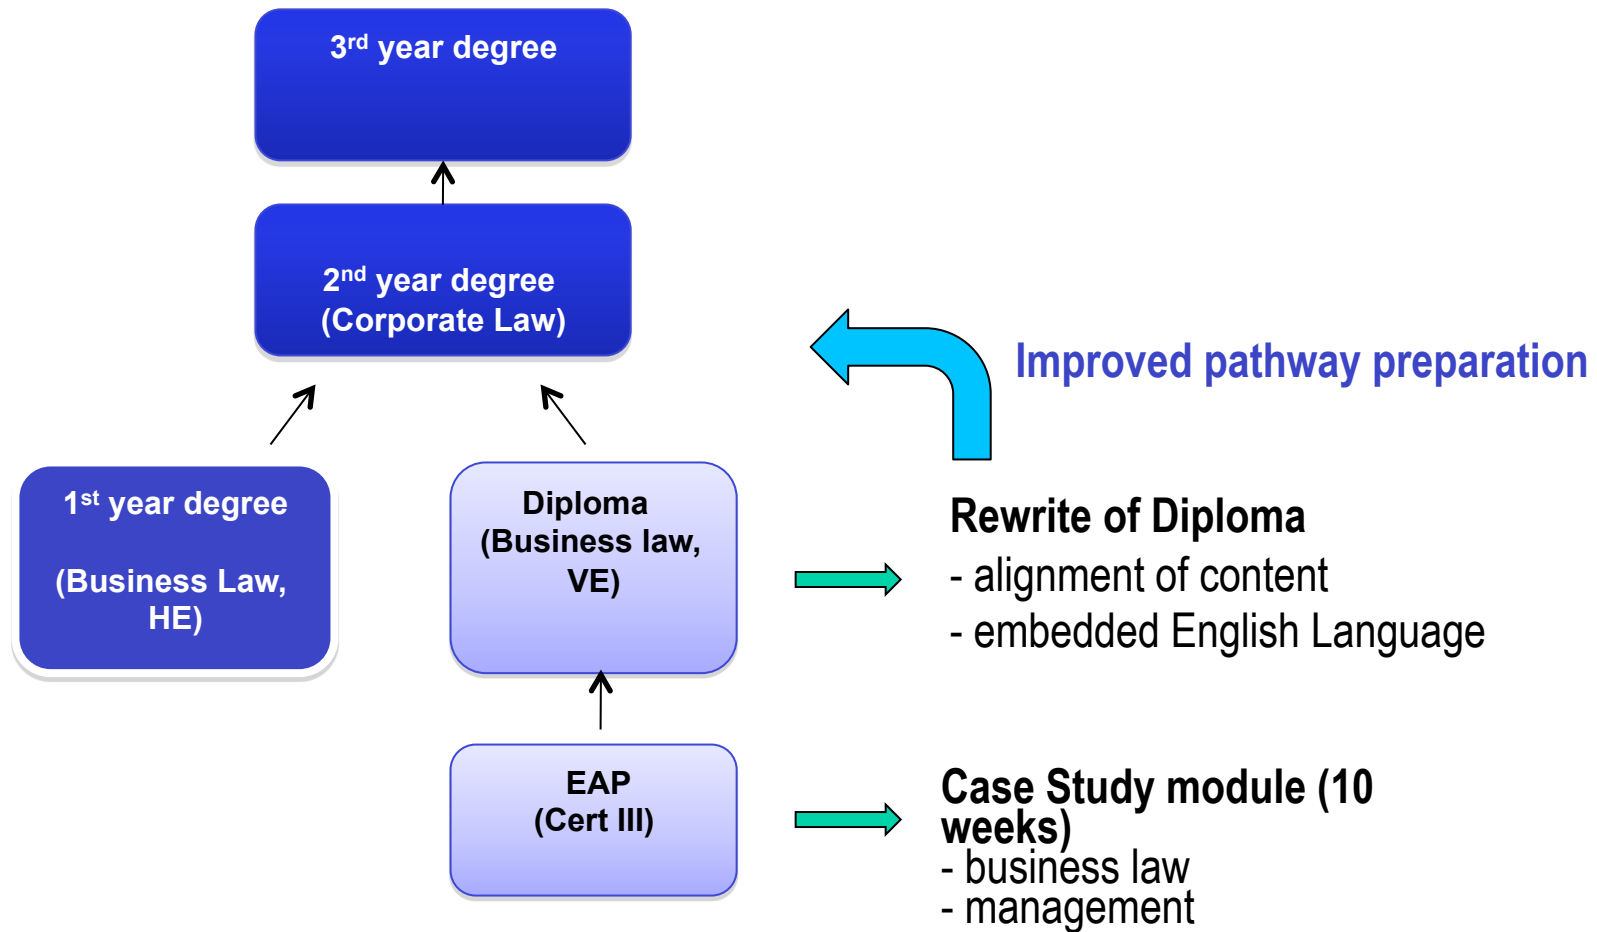 3rd year degree
2nd year degree
(Corporate Law)
Improved pathway preparation
1st year degree
(Business Law,
HE)
Diploma
(Business law,
VE)
Rewrite of Diploma
- alignment of content
- embedded English Language
EAP
(Cert III)
Case Study module (10
weeks)
- business law
- management